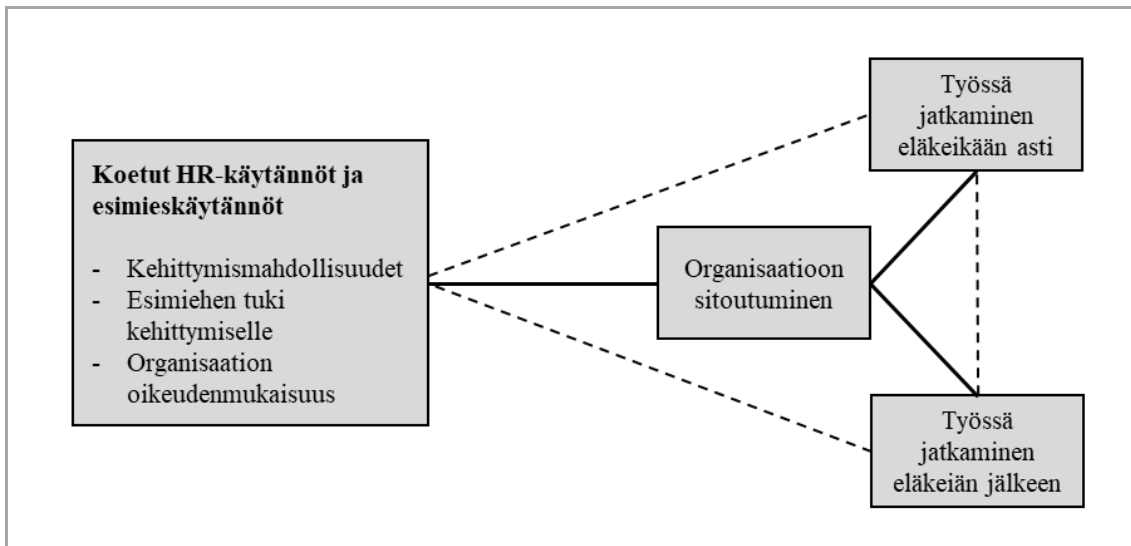 Koetut HR-käytännöt ja
esimieskäytännöt
- Kehittymismahdollisuudet
- Esimiehen tuki
kehittymiselle
- Organisaation
oikeudenmukaisuus
Organisaatioon
sitoutuminen
Työssä
jatkaminen
eläkeikään asti
Työssä
jatkaminen
eläkeiän jälkeen